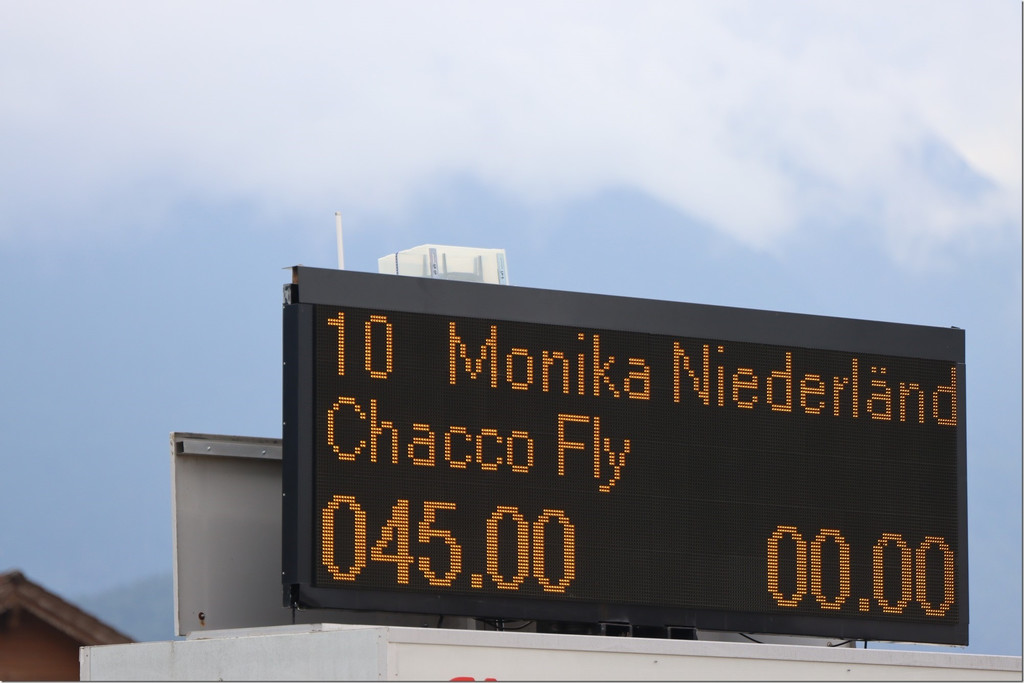 10 Monika Niederländ
Chacco Fly
045.00 00.00